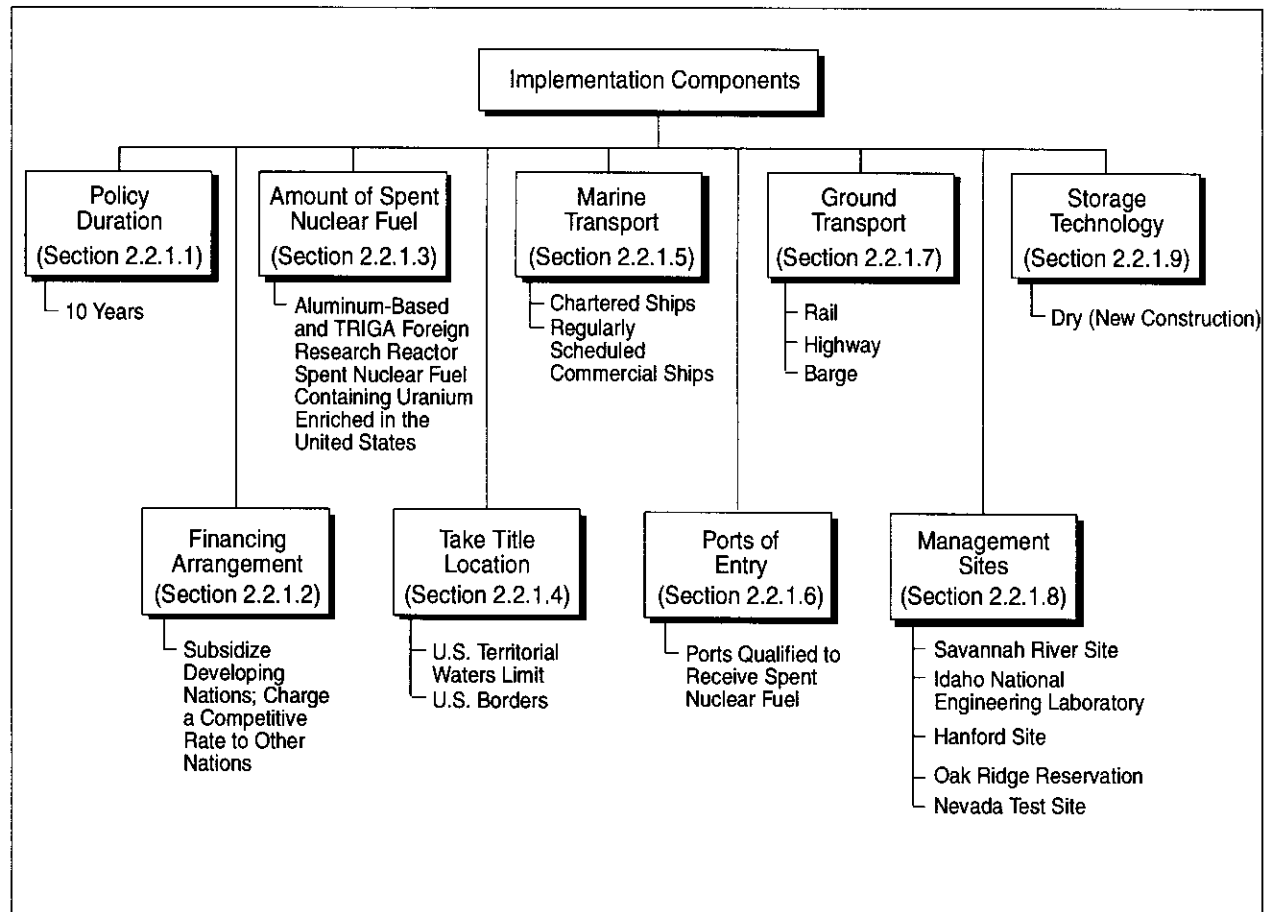 Implementation Components
Policy
Duration
(Section 2.2.1.1)
10 Years
Amount of Spent
Nuclear Fuel
(Section 2.2.1.3)
Aluminum-Based
and TRIGA Foreign
Research Reactor
Spent Nuclear Fuel
Containing Uranium
Enriched in the
United States
Marine
Transport
(Section 2.2.1.5)
Chartered Ships
Regularly
Scheduled
Commercial Ships
Ground
Transport
(Section 2.2.1.7)
Rail
Highway
Barge
Storage
Technology
(Section 2.2.1.9)
Dry (New Construction)
Financing
Arrangement
(Section 2.2.1.2)
Subsidize
Developing
Nations; Charge
a Competitive
Rate to Other
Nations
Take Title
Location
(Section 2.2.1.4)
U.S. Territorial
Waters Limit
U.S. Borders
Ports of
Entry
(Section 2.2.1.6)
Ports Qualified to
Receive Spent
Nuclear Fuel
Management
Sites
(Section 2.2.1.8)
Savannah River Site
Idaho National
Engineering Laboratory
Hanford Site
Oak Ridge Reservation
Nevada Test Site